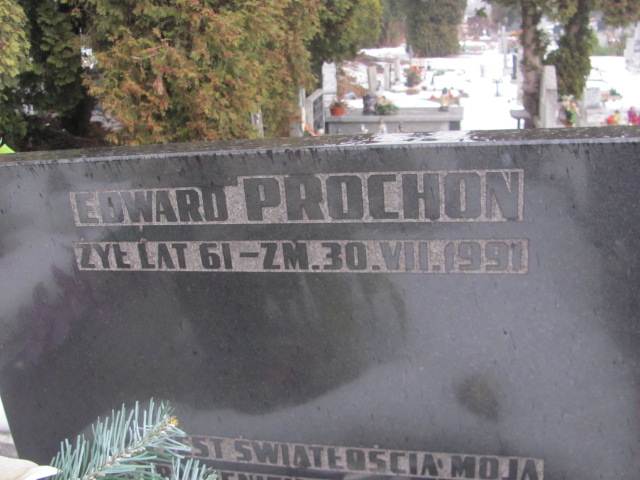 EDWARD PROCHON
ŻYŁ LAT 61 – ZM. 30. VII. 1991
ŚWIATŁOŚCIĄ MOJĄ